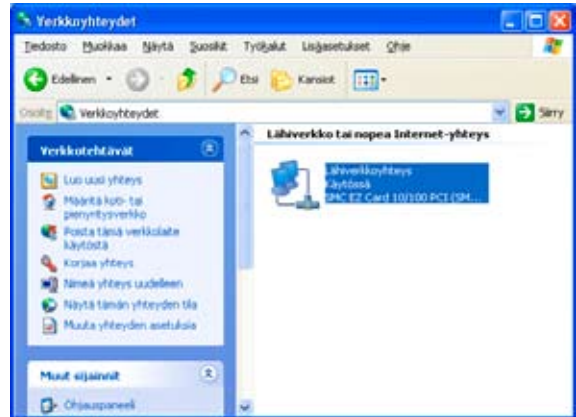 Verkkoyhteydet
Tiedosto Muokkaa Näytä Suosikit Työkalut Lisäasetukset Ohje
Edellinen Etsi Kansiot
Osoite Verkkoyhteydet Siirry
Verkkotehtävät
Luo uusi yhteys
Määritä koti- tai
pienyritysverkko
Poista tämä verkkolaite
käytöstä
Korjaa yhteys
Nimeä yhteys uudelleen
Näytä tämän yhteyden tila
Muuta yhteyden asetuksia
Muut sijainnit
Ohjauspaneeli
Lähiverkko tai nopea Internet-yhteys
Lähiverkkoyhteys
Käytössä
SMC EZ Card 10/100 PCI (SM...